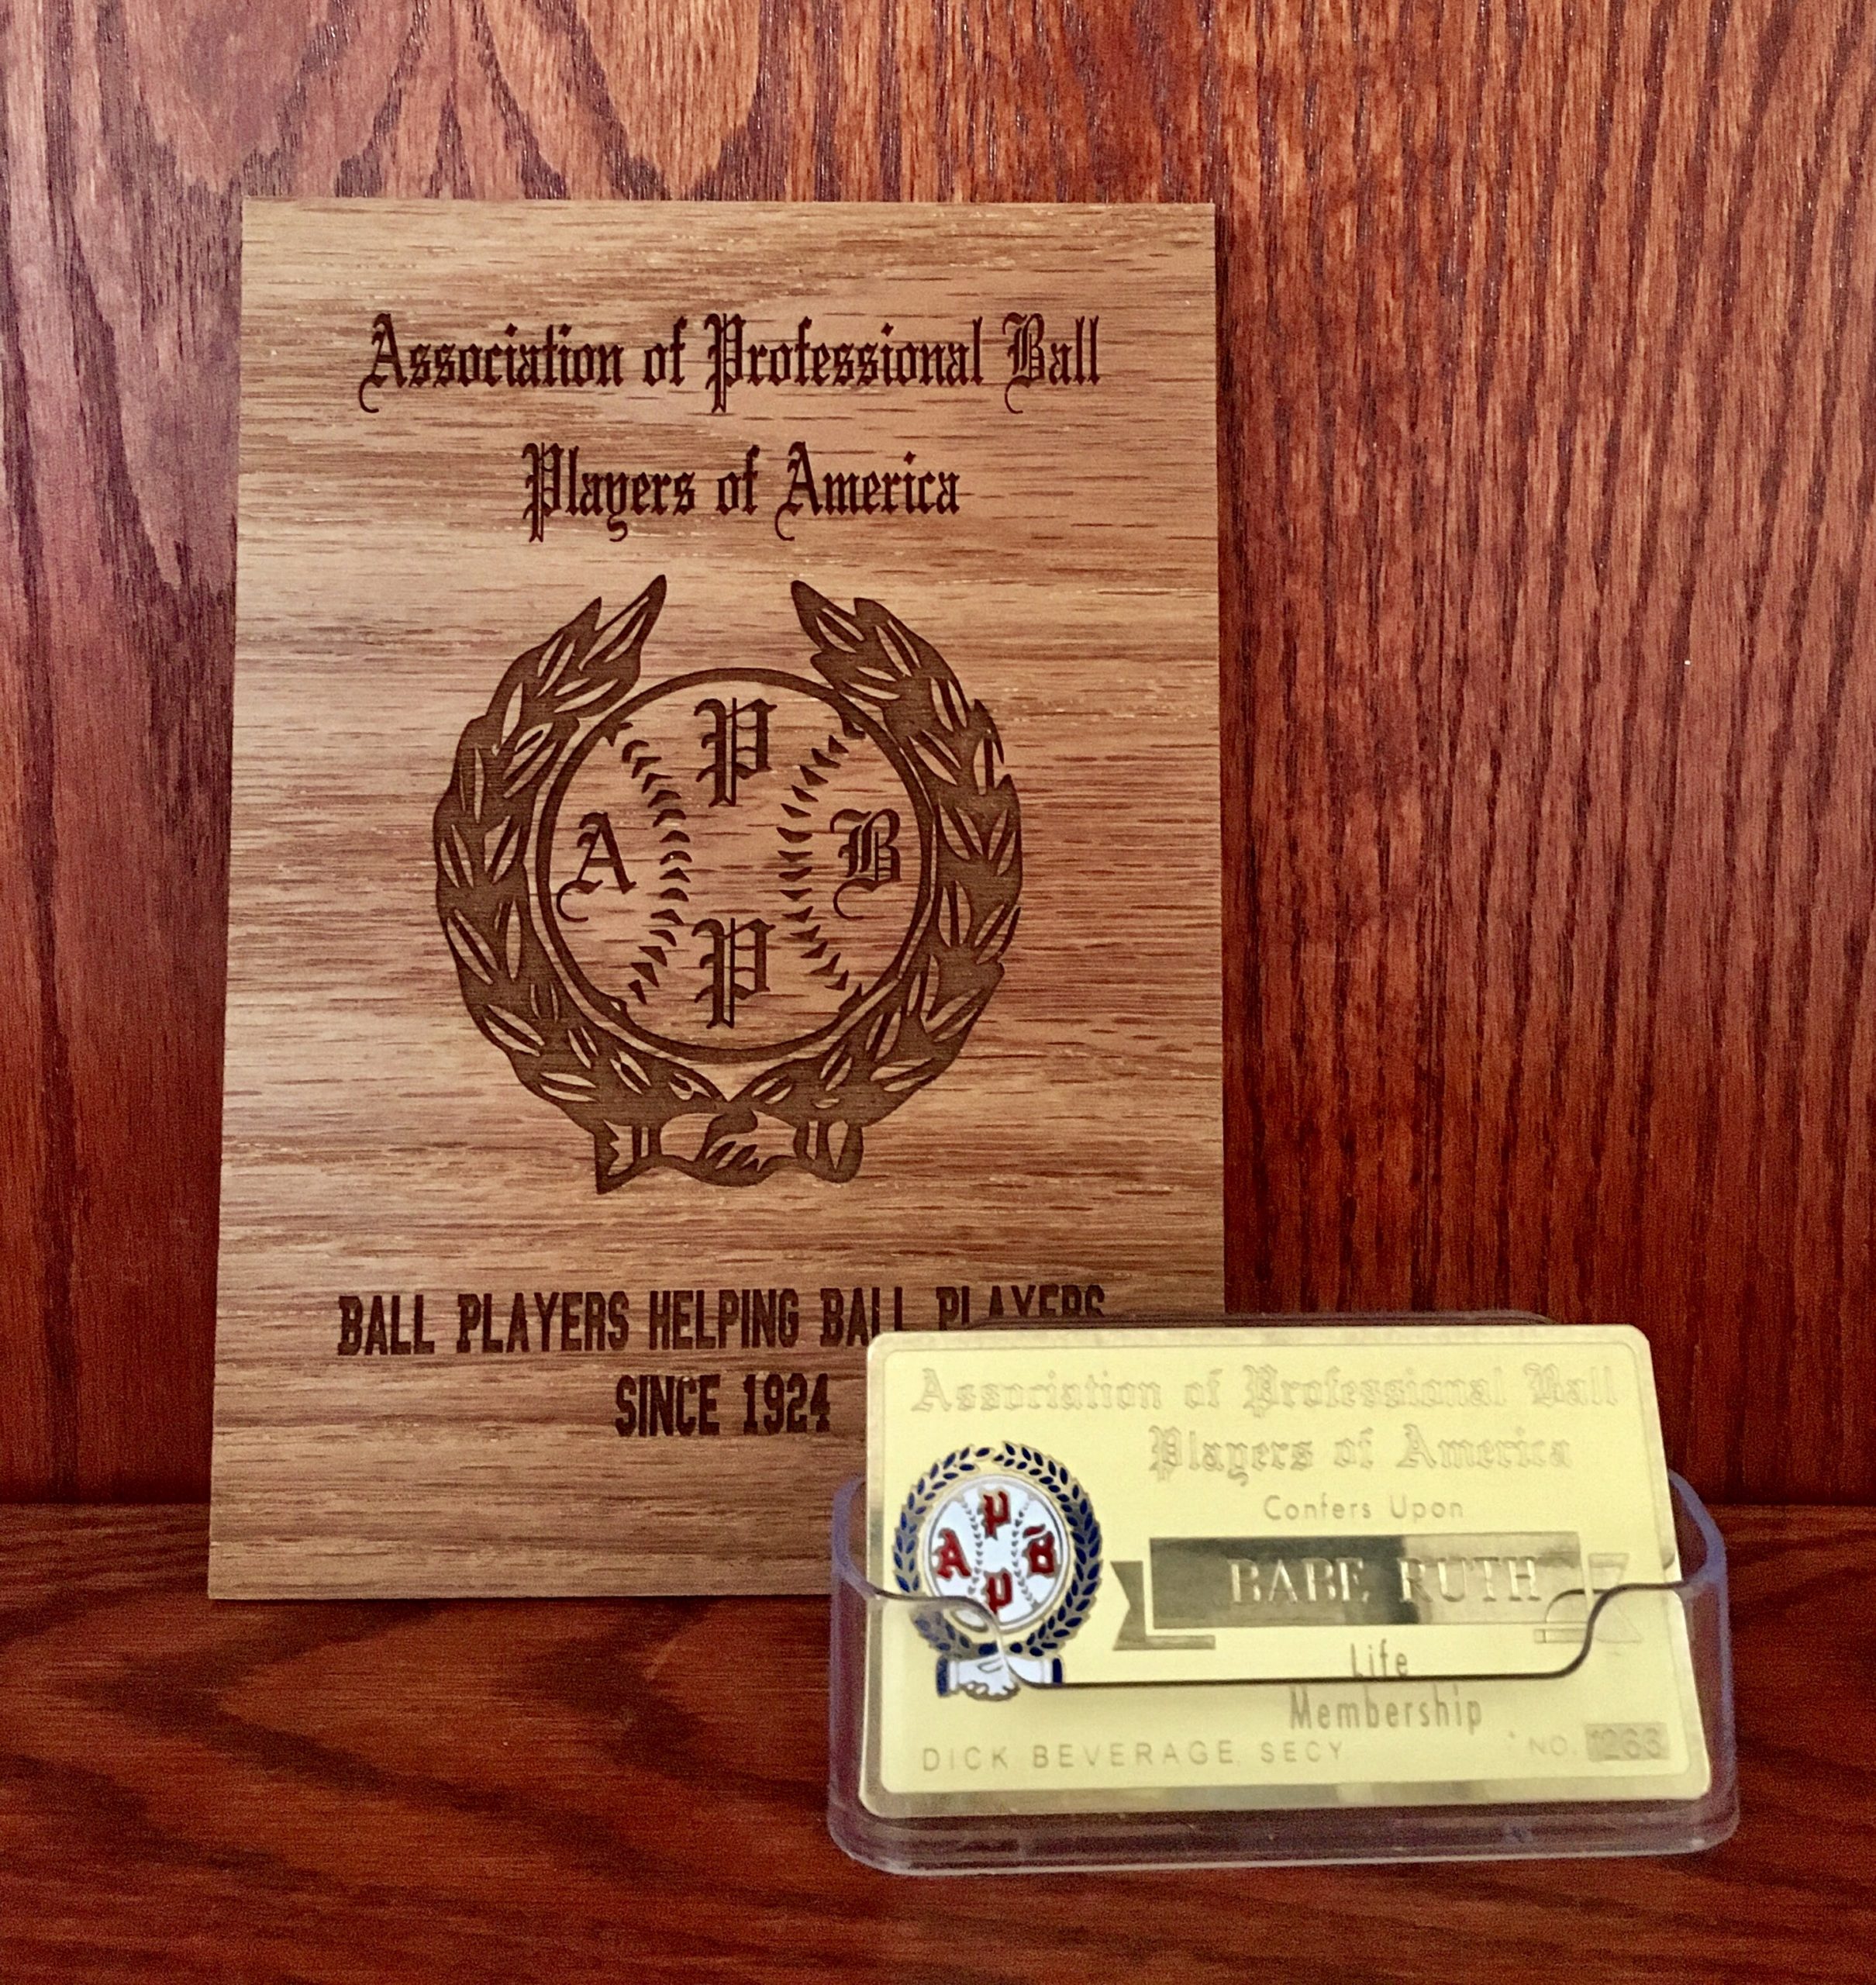 Association of Professional Ball
Players of America
P
A B
P
BALL PLAYERS HELPING BALL PLAYERS
SINCE 1924
Association of Professional Ball
Players of America
Confers Upon
P
A B
P
BABE RUTH
Life
Membership
DICK BEVERAGE, SECY. NO. 1263